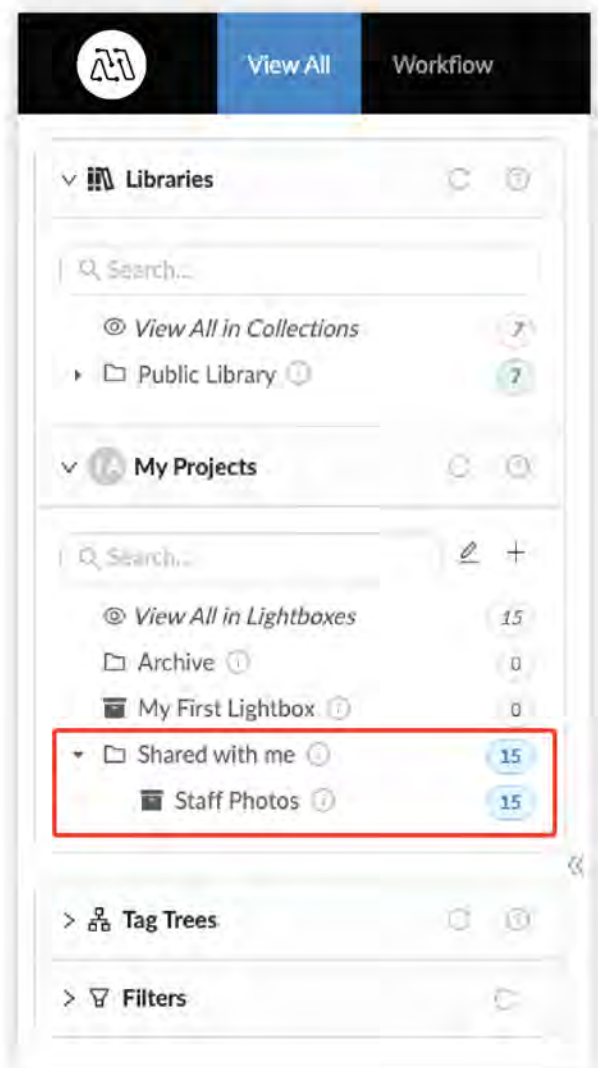 View All Workflow
Libraries
Search...
View All in Collections 7
Public Library 7
My Projects
Search...
View All in Lightboxes 15
Archive 0
My First Lightbox 0
Shared with me 15
Staff Photos 15
Tag Trees
Filters